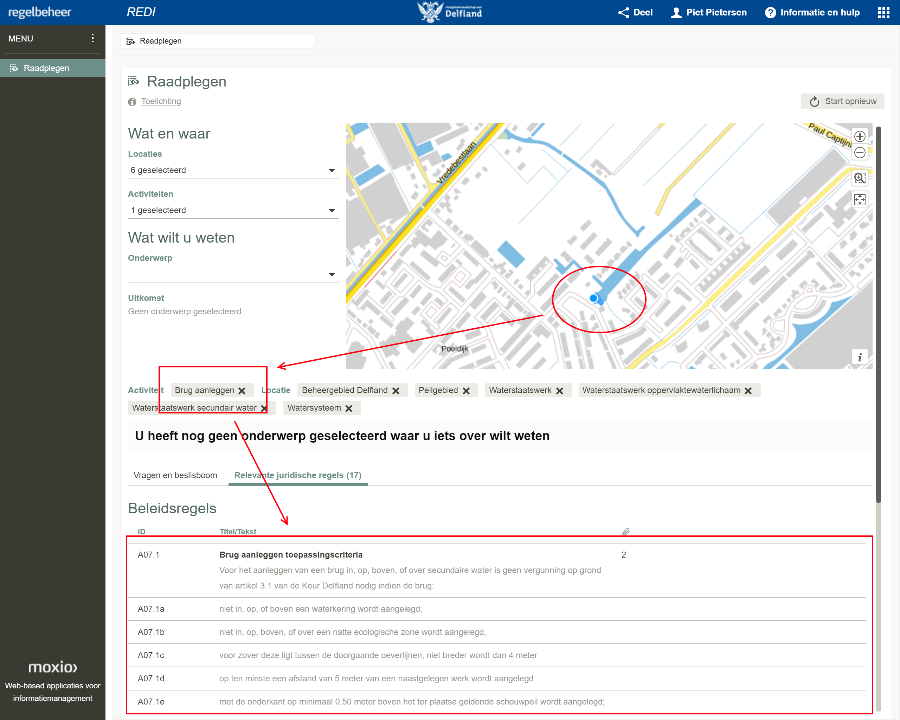 regelbeheer
REDI
Hoogheemraadschap van
Delfland
Deel
Piet Pietersen
Informatie en hulp
MENU
Raadplegen
Raadplegen
Raadplegen
Toelichting
Start opnieuw
Wat en waar
Locaties
6 geselecteerd
Activiteiten
1 geselecteerd
Wat wilt u weten
Onderwerp
Uitkomst
Geen onderwerp geselecteerd
Vredebestlaan
Paul Captijnl
Poeldijk
Activiteit Brug aanleggen Locatie Beheergebied Delfland Peilgebied Waterstaatswerk Waterstaatswerk oppervlaktewaterlichaam
Waterstaatswerk secundair water Watersysteem
U heeft nog geen onderwerp geselecteerd waar u iets over wilt weten
Vragen en beslisboom Relevante juridische regels (17)
Beleidsregels
ID Titel/Tekst
A07.1 Brug aanleggen toepassingscriteria 2
Voor het aanleggen van een brug in, op, boven, of over secundaire water is geen vergunning op grond
van artikel 3.1 van de Keur Delfland nodig indien de brug:
A07.1a niet in, op, of boven een waterkering wordt aangelegd;
A07.1b niet in, op, boven, of over een natte ecologische zone wordt aangelegd;
A07.1c voor zover deze ligt tussen de doorgaande oeverlijnen, niet breder wordt dan 4 meter
A07.1d op ten minste een afstand van 5 meter van een naastgelegen werk wordt aangelegd
A07.1e met de onderkant op minimaal 0,50 meter boven het ter plaatse geldende schouwpeil wordt aangelegd;
moxio
Web-based applicaties voor
informatiemanagement